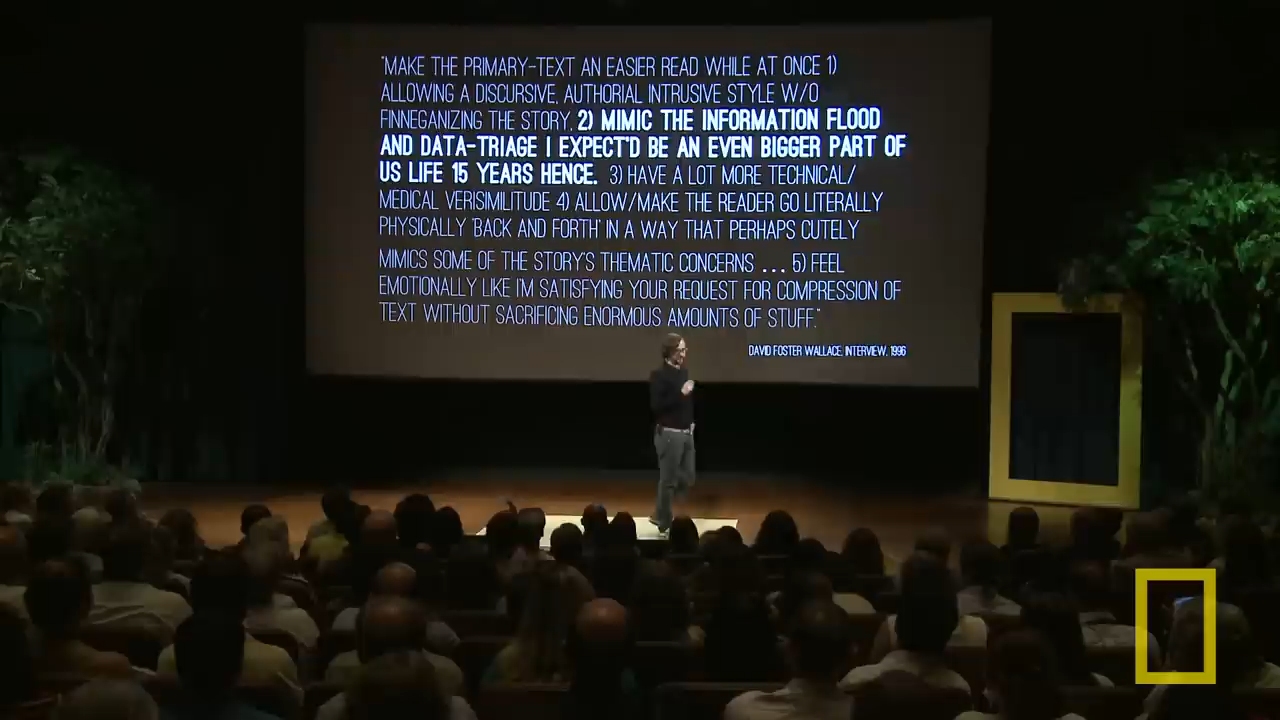 "MAKE THE PRIMARY-TEXT AN EASIER READ WHILE AT ONCE 1)
ALLOWING A DISCURSIVE, AUTHORIAL INTRUSIVE STYLE W/O
FINNEGANIZING THE STORY, 2) MIMIC THE INFORMATION FLOOD
AND DATA-TRIAGE I EXPECT'D BE AN EVEN BIGGER PART OF
US LIFE 15 YEARS HENCE. 3) HAVE A LOT MORE TECHNICAL/
MEDICAL VERISIMILITUDE 4) ALLOW/MAKE THE READER GO LITERALLY
PHYSICALLY 'BACK AND FORTH' IN A WAY THAT PERHAPS CUTELY
MIMICS SOME OF THE STORY'S THEMATIC CONCERNS ... 5) FEEL
EMOTIONALLY LIKE I'M SATISFYING YOUR REQUEST FOR COMPRESSION OF
TEXT WITHOUT SACRIFICING ENORMOUS AMOUNTS OF STUFF."
DAVID FOSTER WALLACE: INTERVIEW, 1996